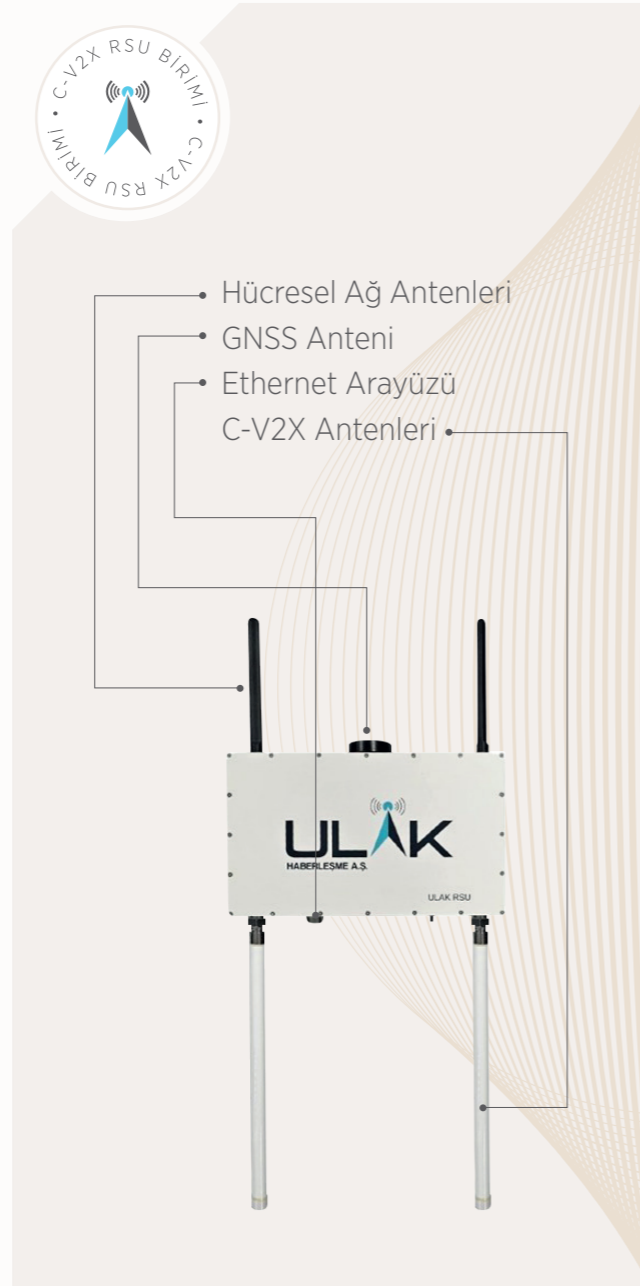 C-V2X RSU BİRİMİ • C-V2X RSU BİRİMİ •
Hücresel Ağ Antenleri
GNSS Anteni
Ethernet Arayüzü
C-V2X Antenleri
ULAK
HABERLEŞME A.Ş.
ULAK RSU